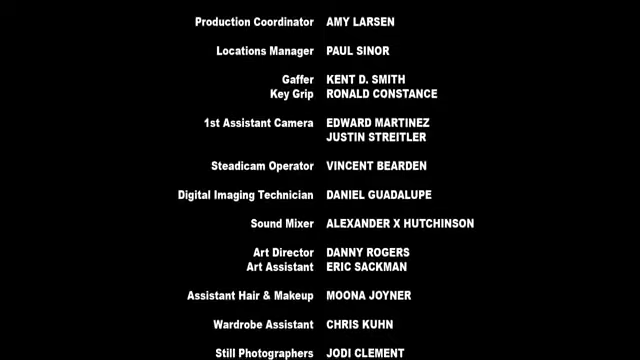 Production Coordinator AMY LARSEN
Locations Manager PAUL SINOR
Gaffer KENT D. SMITH
Key Grip RONALD CONSTANCE
1st Assistant Camera EDWARD MARTINEZ
JUSTIN STREITLER
Steadicam Operator VINCENT BEARDEN
Digital Imaging Technician DANIEL GUADALUPE
Sound Mixer ALEXANDER X HUTCHINSON
Art Director DANNY ROGERS
Art Assistant ERIC SACKMAN
Assistant Hair & Makeup MOONA JOYNER
Wardrobe Assistant CHRIS KUHN
Still Photographers JODI CLEMENT